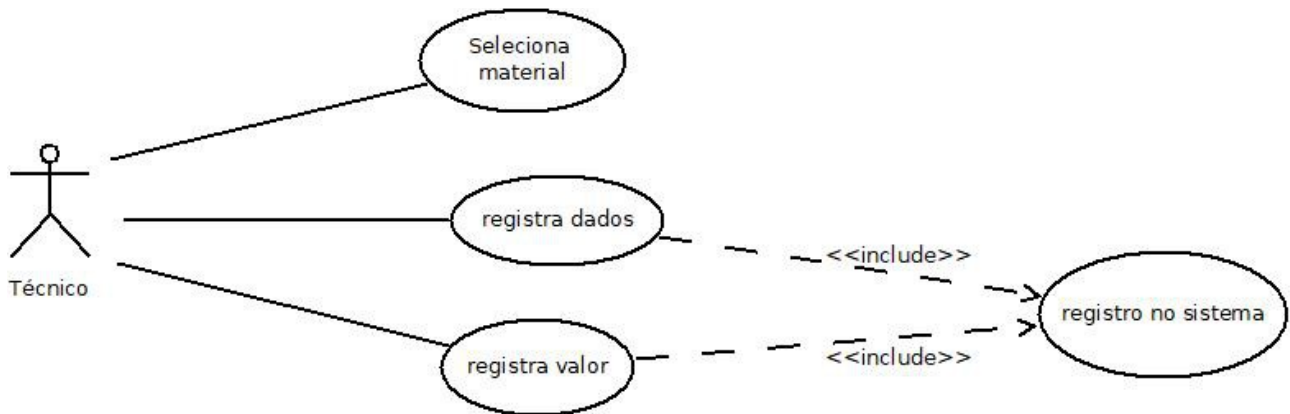 Seleciona
material
registra dados
<<include>>
Técnico
registro no sistema
registra valor
<<include>>